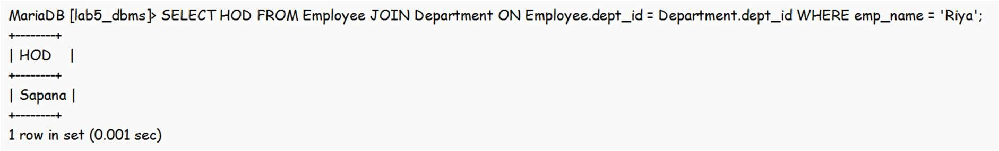 MariaDB [lab5_dbms]> SELECT HOD FROM Employee JOIN Department ON Employee.dept_id = Department.dept_id WHERE emp_name = 'Riya';
+--------+
| HOD    |
+--------+
| Sapana |
+--------+
1 row in set (0.001 sec)